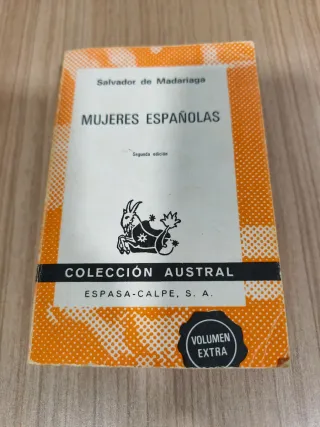 Salvador de Madariaga
MUJERES ESPAÑOLAS
Segunda edición
COLECCIÓN AUSTRAL
ESPASA-CALPE, S. A.
VOLUMEN
EXTRA